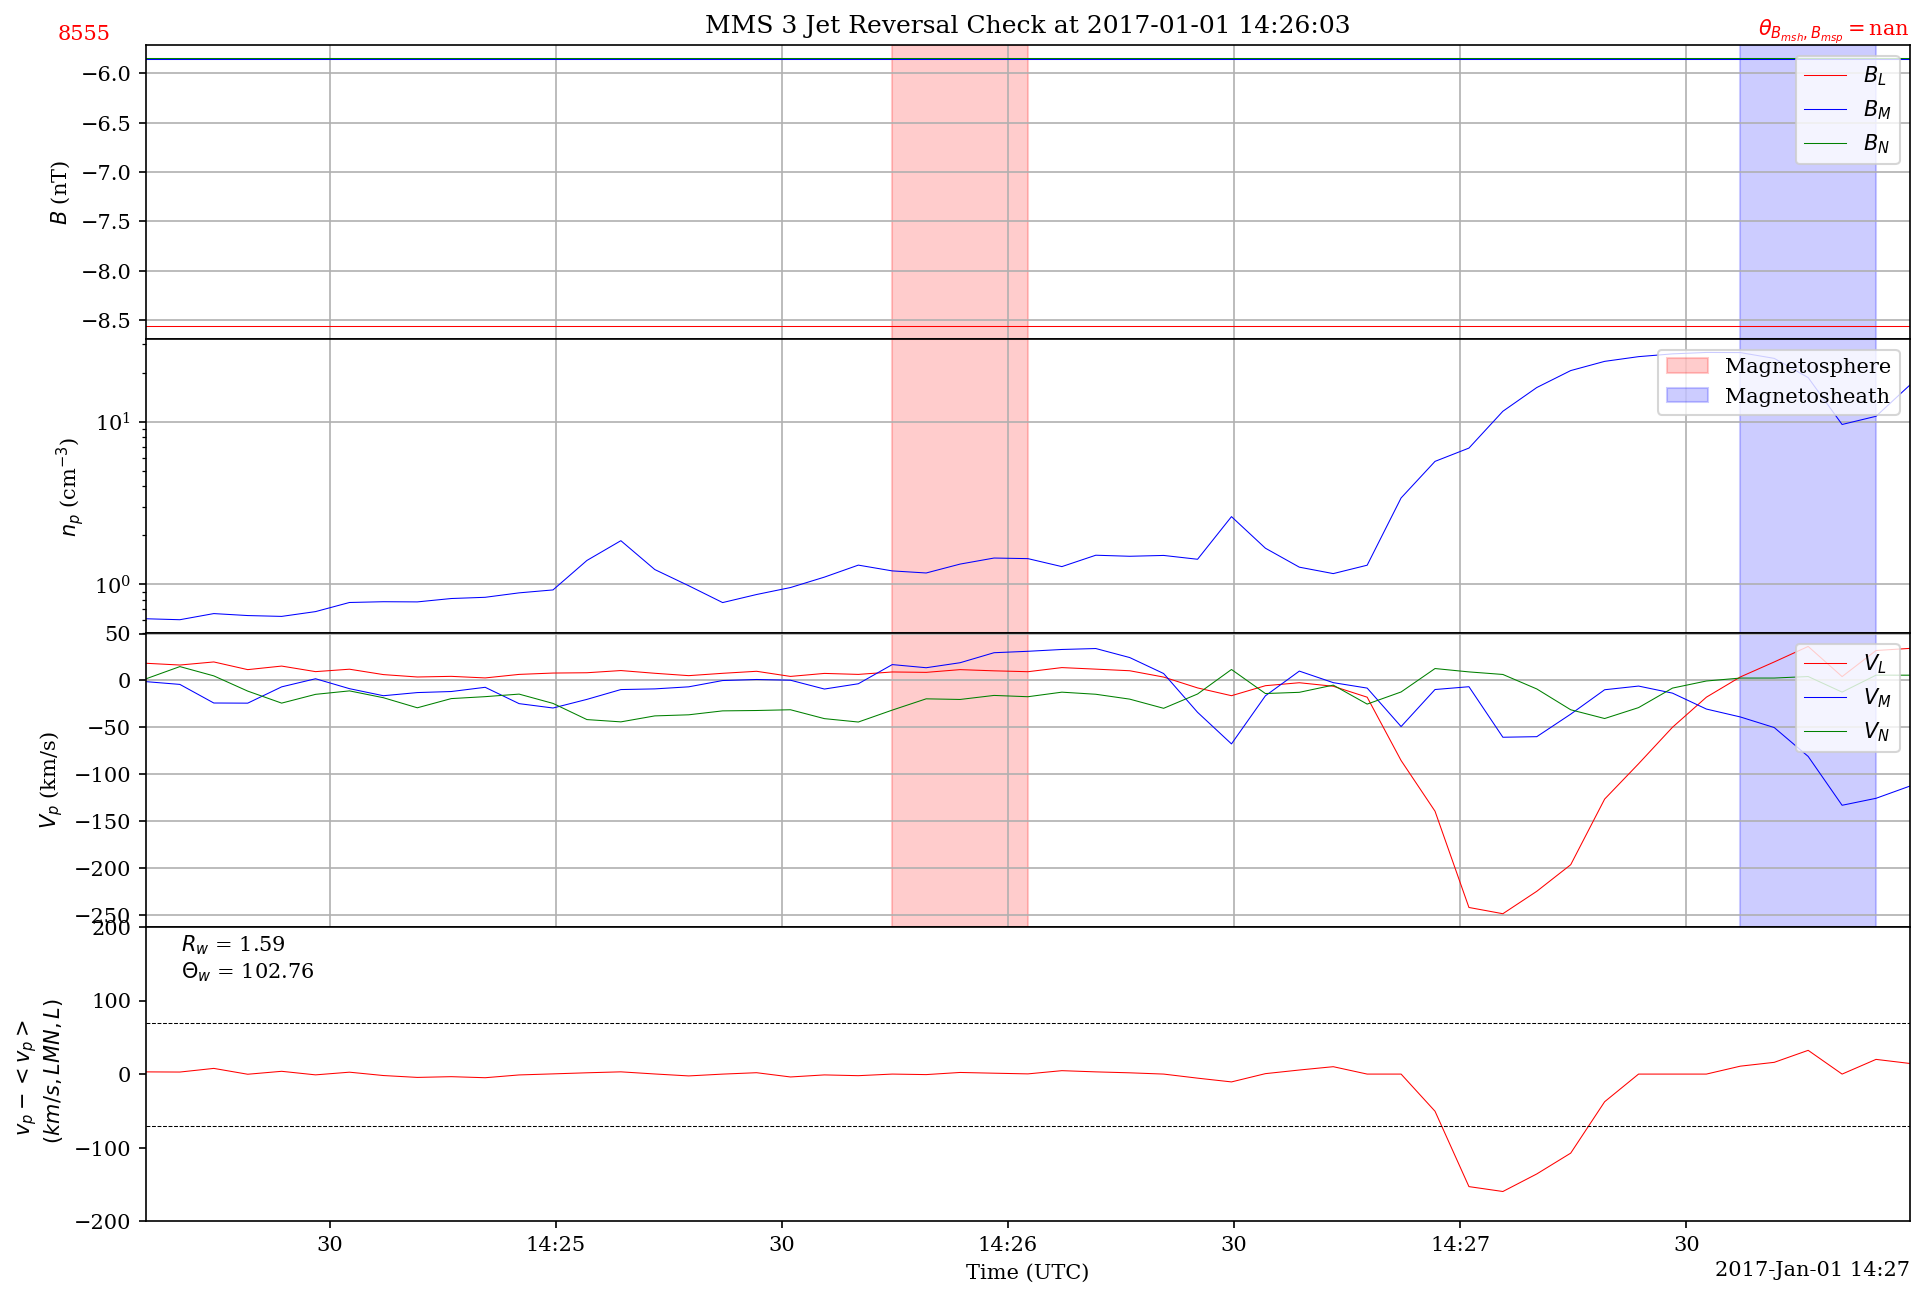 MMS 3 Jet Reversal Check at 2017-01-01 14:26:03
8555
θ_{B_{msh}, B_{msp}} = nan
B (nT)
−6.0
−6.5
−7.0
−7.5
−8.0
−8.5
B_L
B_M
B_N
n_p (cm^{−3})
10^1
10^0
Magnetosphere
Magnetosheath
V_p (km/s)
50
0
−50
−100
−150
−200
−250
V_L
V_M
V_N
v_p − < v_p >
(km/s, LMN, L)
200
100
0
−100
−200
R_w = 1.59
Θ_w = 102.76
30 14:25 30 14:26 30 14:27 30
Time (UTC)
2017-Jan-01 14:27